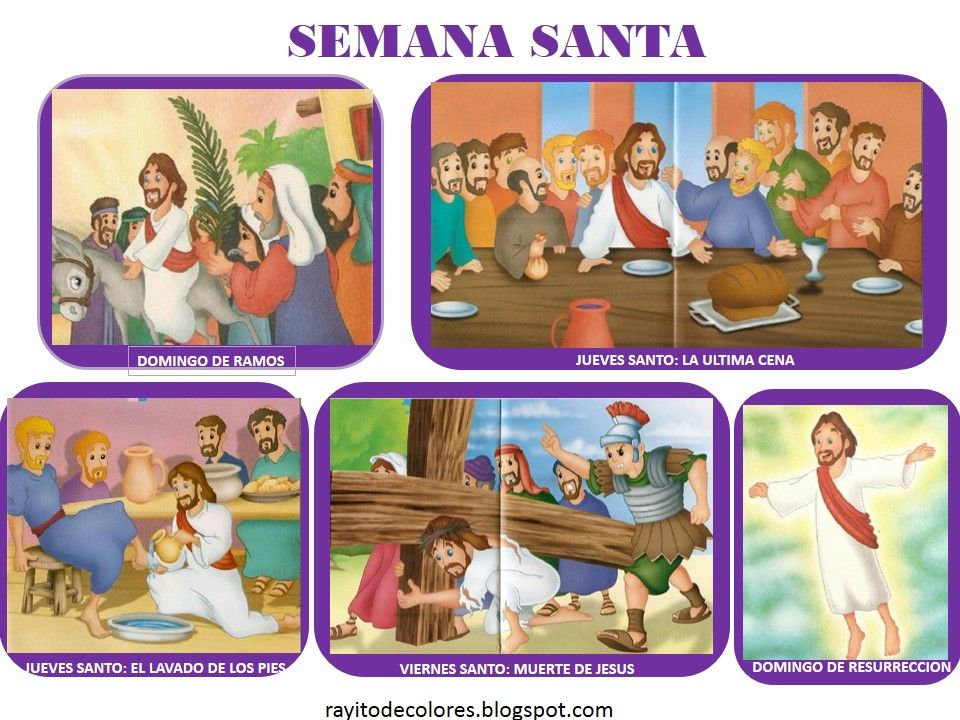 SEMANA SANTA
DOMINGO DE RAMOS
JUEVES SANTO: LA ULTIMA CENA
JUEVES SANTO: EL LAVADO DE LOS PIES
VIERNES SANTO: MUERTE DE JESUS
DOMINGO DE RESURRECCION
rayitodecolores.blogspot.com